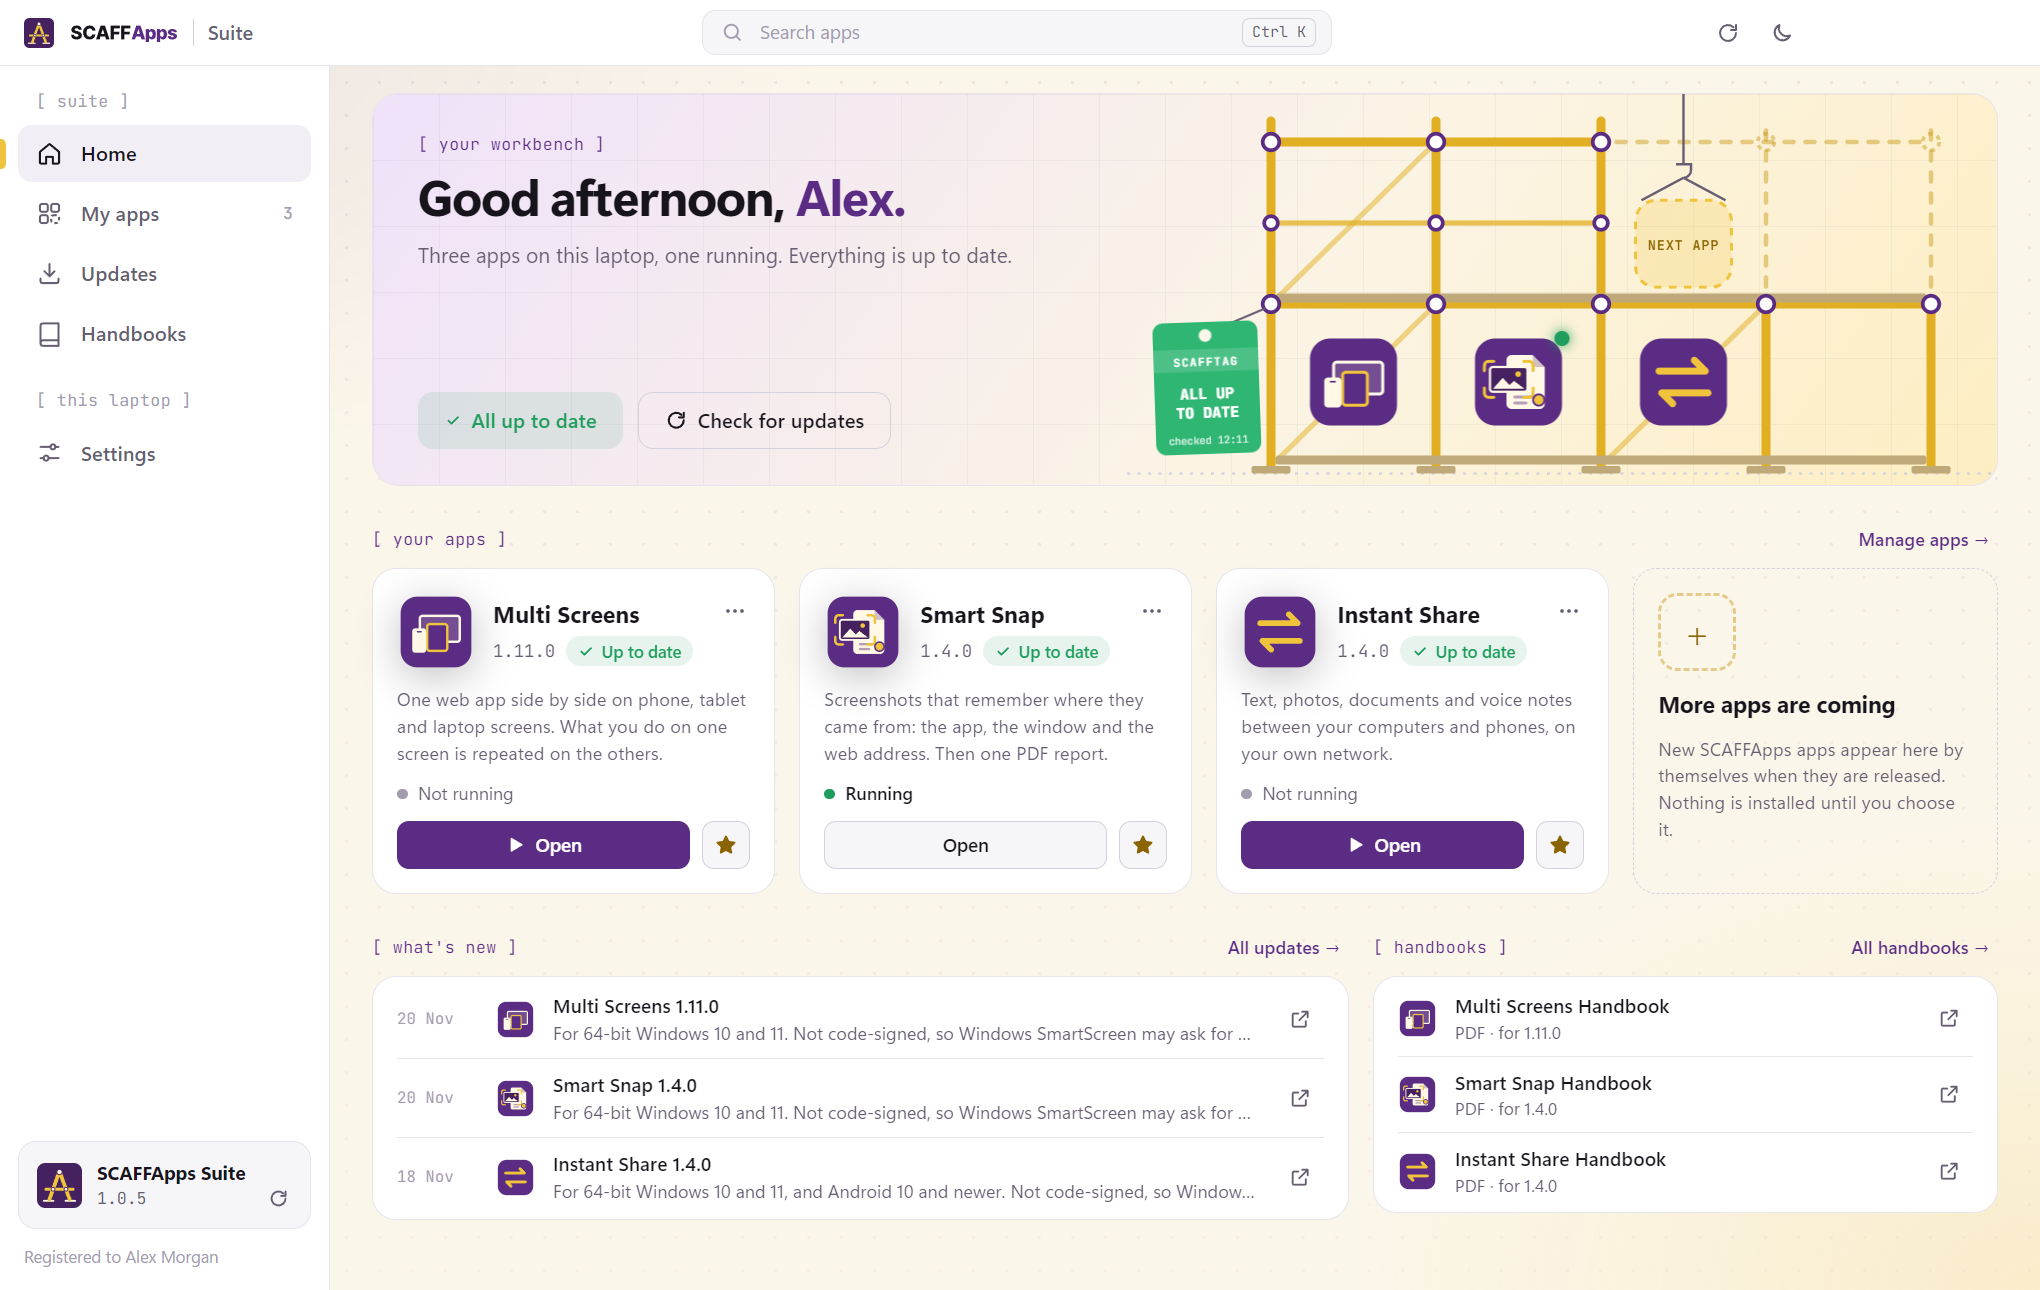 SCAFFApps Suite
Search apps
Ctrl K
[ suite ]
Home
My apps 3
Updates
Handbooks
[ this laptop ]
Settings
SCAFFApps Suite
1.0.5
Registered to Alex Morgan
[ your workbench ]
Good afternoon, Alex.
Three apps on this laptop, one running. Everything is up to date.
All up to date
Check for updates
NEXT APP
SCAFFTAG
ALL UP
TO DATE
checked 12:11
[ your apps ]
Manage apps →
Multi Screens
1.11.0 Up to date
One web app side by side on phone, tablet
and laptop screens. What you do on one
screen is repeated on the others.
Not running
Open
Smart Snap
1.4.0 Up to date
Screenshots that remember where they
came from: the app, the window and the
web address. Then one PDF report.
Running
Open
Instant Share
1.4.0 Up to date
Text, photos, documents and voice notes
between your computers and phones, on
your own network.
Not running
Open
More apps are coming
New SCAFFApps apps appear here by
themselves when they are released.
Nothing is installed until you choose
it.
[ what's new ]
All updates →
20 Nov
Multi Screens 1.11.0
For 64-bit Windows 10 and 11. Not code-signed, so Windows SmartScreen may ask for ...
20 Nov
Smart Snap 1.4.0
For 64-bit Windows 10 and 11. Not code-signed, so Windows SmartScreen may ask for ...
18 Nov
Instant Share 1.4.0
For 64-bit Windows 10 and 11, and Android 10 and newer. Not code-signed, so Window...
[ handbooks ]
All handbooks →
Multi Screens Handbook
PDF · for 1.11.0
Smart Snap Handbook
PDF · for 1.4.0
Instant Share Handbook
PDF · for 1.4.0